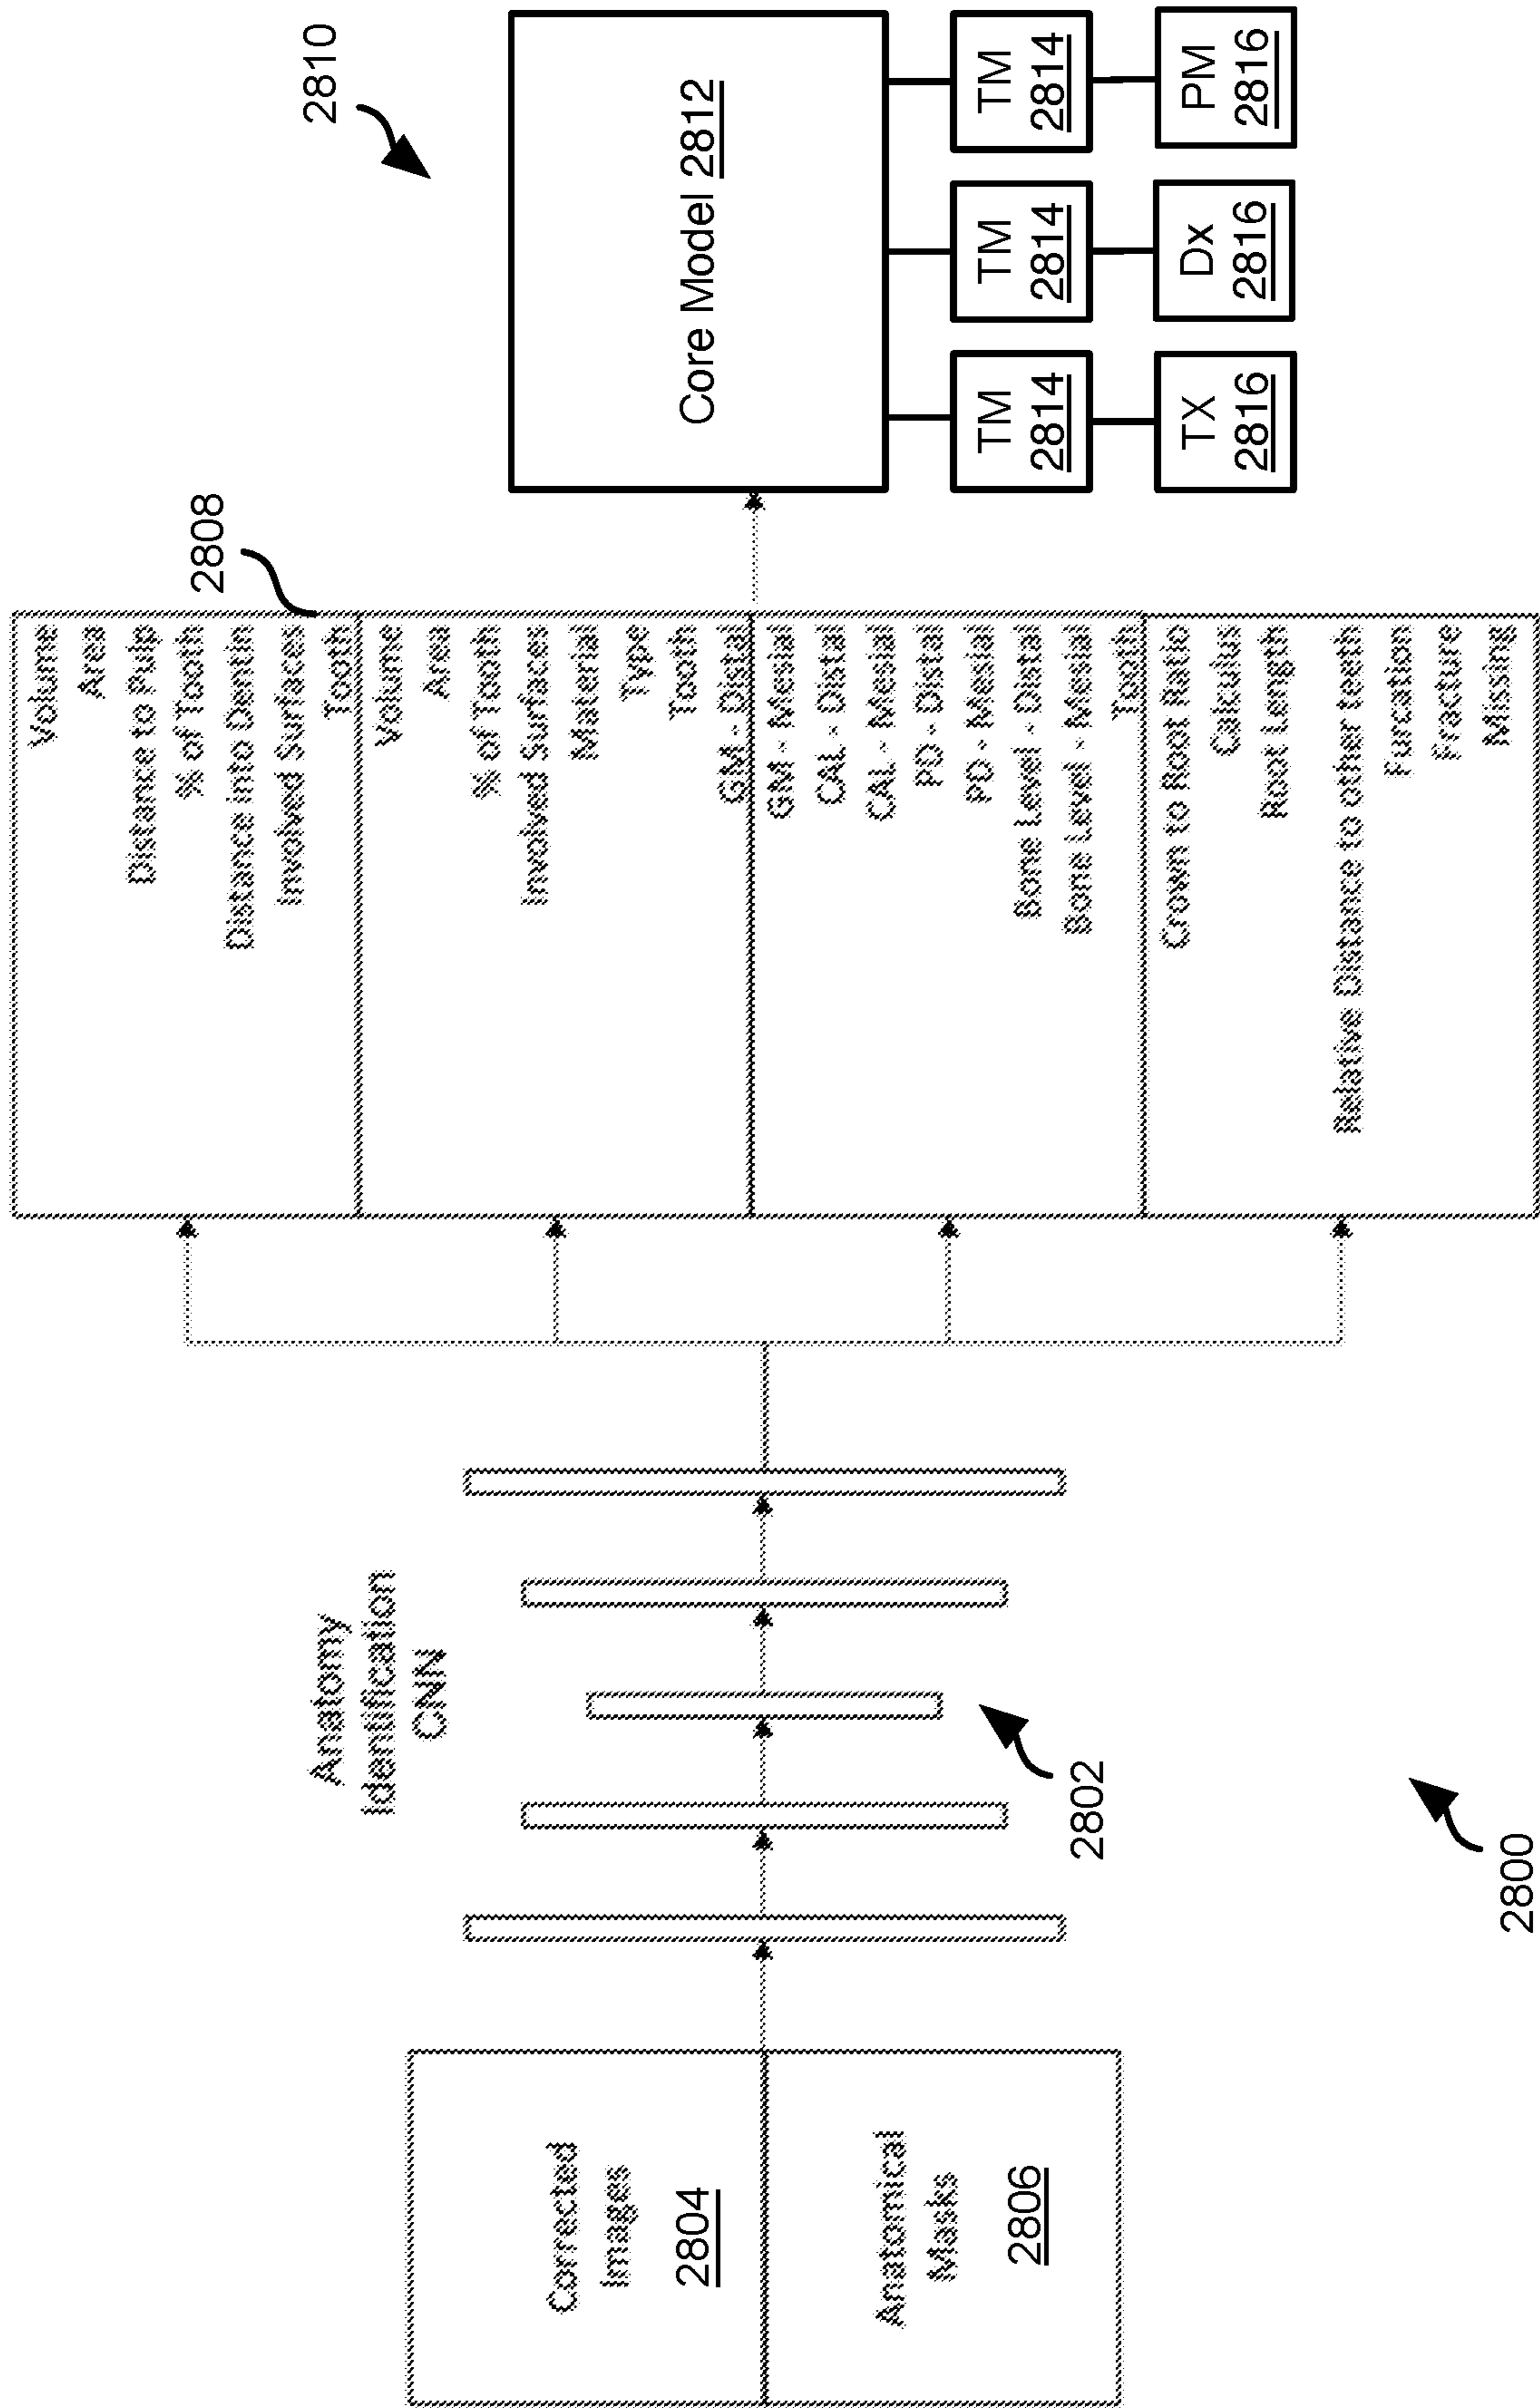 Corrected
Images
2804
Anatomical
Masks
2806
Anatomy
Identification
CNN
2802
2800
2808
Volume
Area
Distance to Pulp
% of Tooth
Distance into Dentin
Involved Surfaces
Tooth
Volume
Area
% of Tooth
Involved Surfaces
Material
Type
Tooth
GM - Distal
GM - Mesial
CAL - Distal
CAL - Mesial
PD - Distal
PD - Mesial
Bone Level - Distal
Bone Level - Mesial
Tooth
Crown to Root Ratio
Calculus
Root Length
Relative Distance to other teeth
Furcation
Fracture
Missing
2810
Core Model 2812
TM
2814
TM
2814
TM
2814
TX
2816
Dx
2816
PM
2816